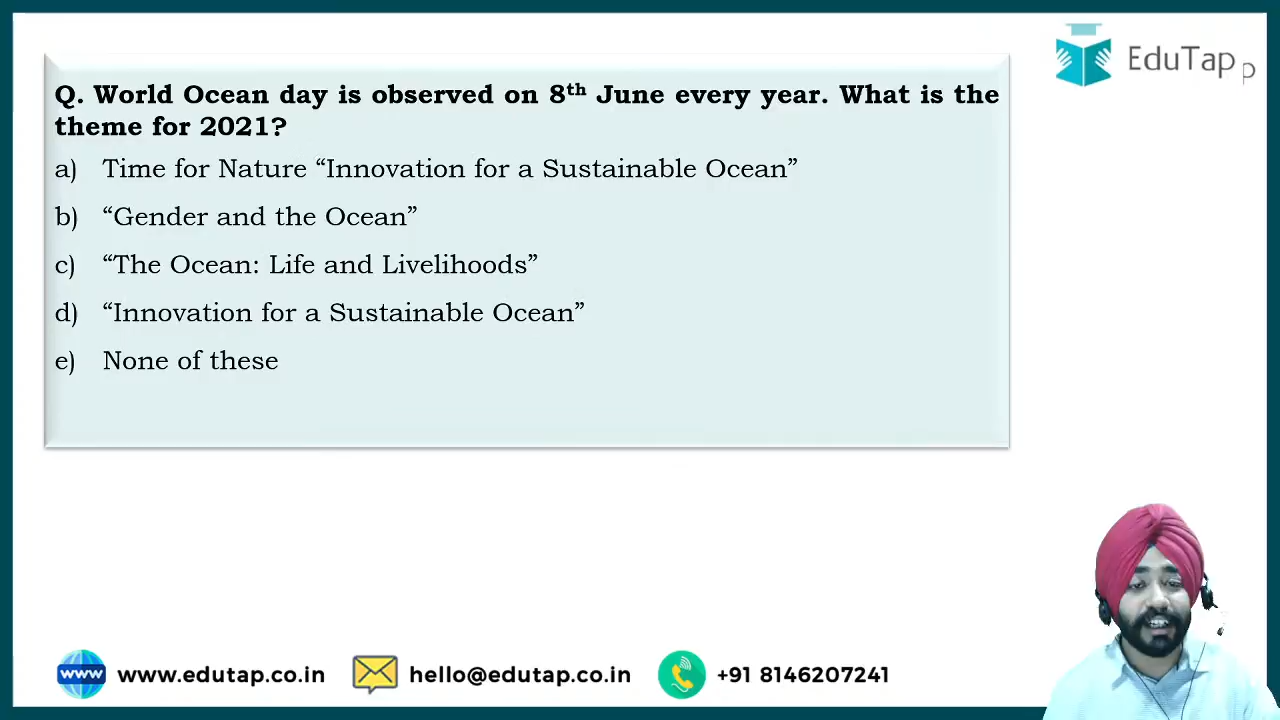 EduTap
p
Q. World Ocean day is observed on 8th June every year. What is the
theme for 2021?
a) Time for Nature “Innovation for a Sustainable Ocean”
b) “Gender and the Ocean”
c) “The Ocean: Life and Livelihoods”
d) “Innovation for a Sustainable Ocean”
e) None of these
www www.edutap.co.in hello@edutap.co.in +91 8146207241